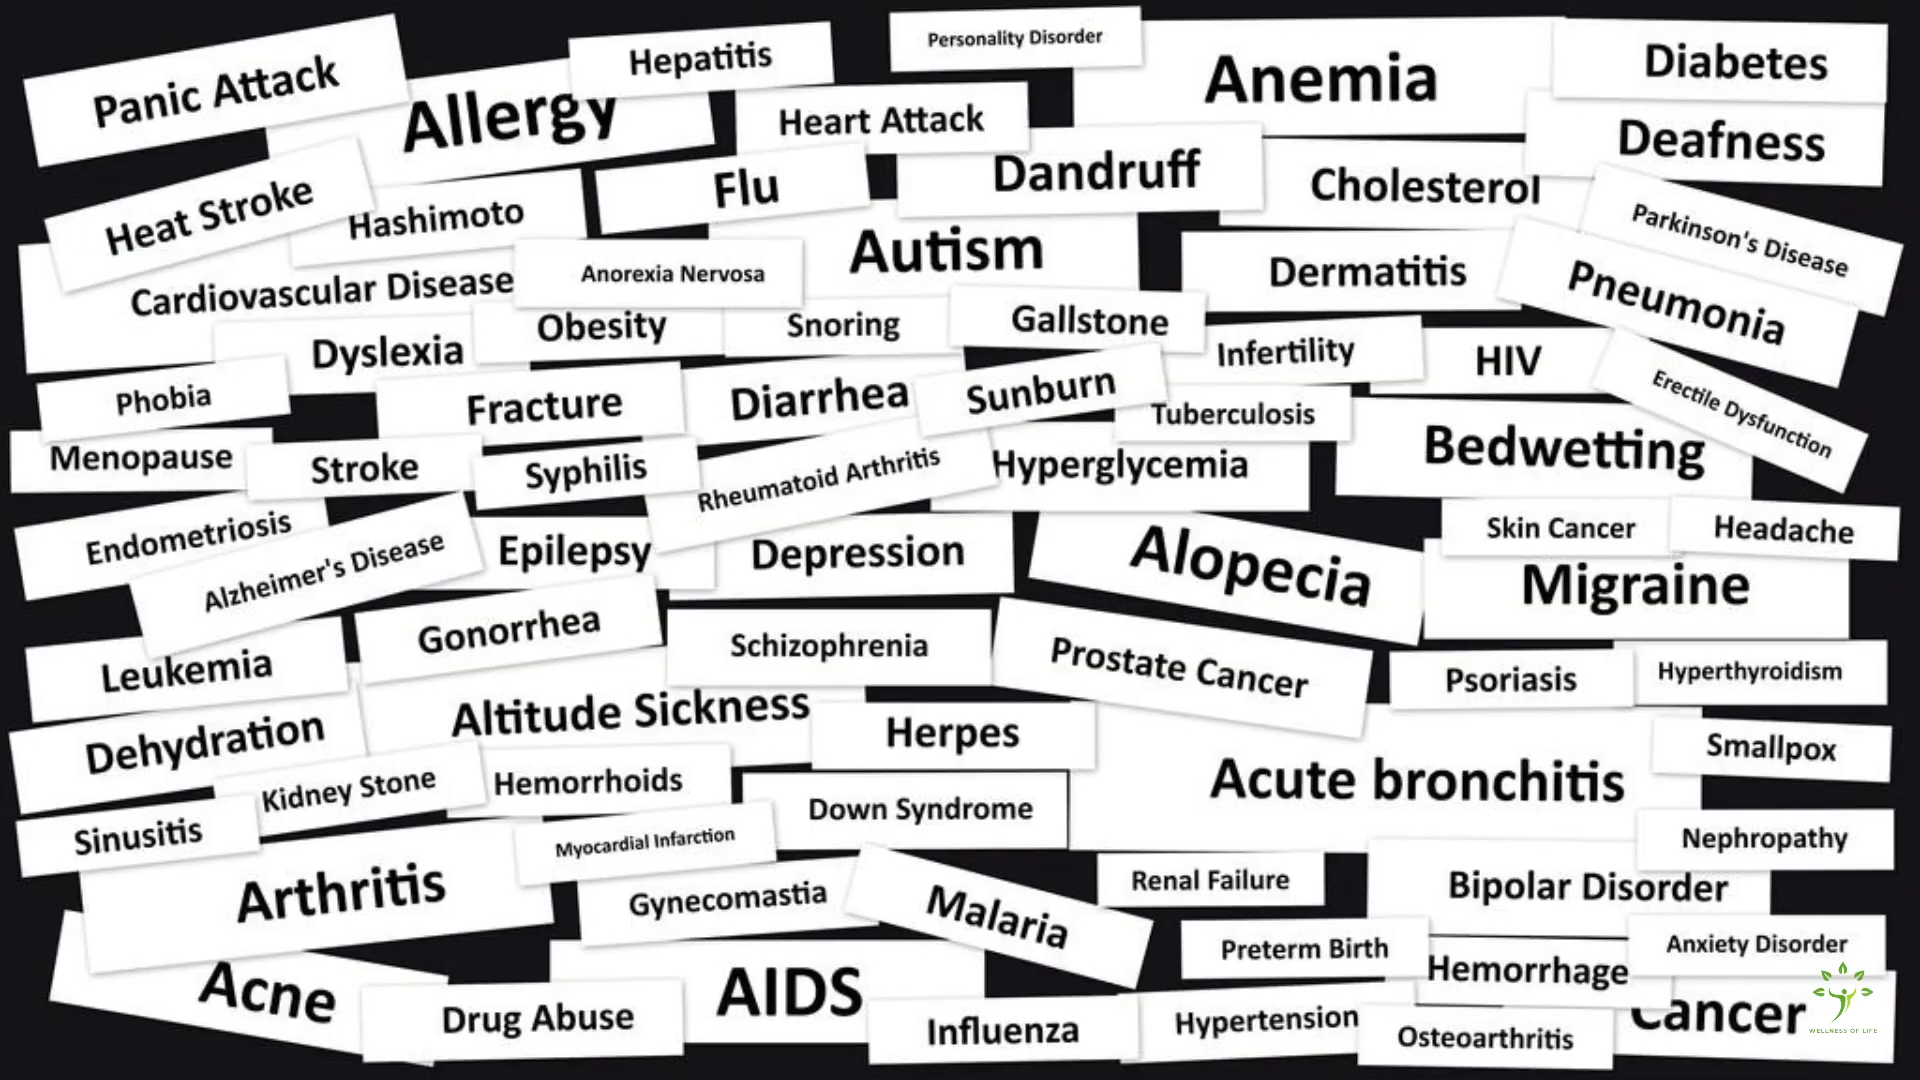 Panic Attack
Allergy
Hepatitis
Personality Disorder
Anemia
Diabetes
Heart Attack
Deafness
Heat Stroke
Hashimoto
Flu
Dandruff
Cholesterol
Parkinson's Disease
Cardiovascular Disease
Anorexia Nervosa
Autism
Dermatitis
Pneumonia
Dyslexia
Obesity
Snoring
Gallstone
Infertility
HIV
Erectile Dysfunction
Phobia
Fracture
Diarrhea
Sunburn
Tuberculosis
Bedwetting
Menopause
Stroke
Syphilis
Rheumatoid Arthritis
Hyperglycemia
Endometriosis
Alzheimer's Disease
Epilepsy
Depression
Alopecia
Skin Cancer
Headache
Migraine
Leukemia
Gonorrhea
Schizophrenia
Prostate Cancer
Psoriasis
Hyperthyroidism
Dehydration
Altitude Sickness
Herpes
Acute bronchitis
Smallpox
Kidney Stone
Hemorrhoids
Down Syndrome
Sinusitis
Myocardial Infarction
Nephropathy
Arthritis
Gynecomastia
Malaria
Renal Failure
Bipolar Disorder
Preterm Birth
Anxiety Disorder
Hemorrhage
Acne
Drug Abuse
AIDS
Influenza
Hypertension
Osteoarthritis
Cancer
WELLNESS OF LIFE